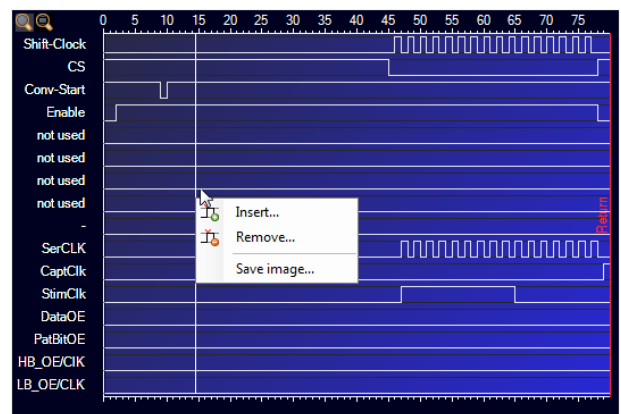 0 5 10 15 20 25 30 35 40 45 50 55 60 65 70 75
Shift-Clock
CS
Conv-Start
Enable
not used
not used
not used
not used
-
SerCLK
CaptClk
StimClk
DataOE
PatBitOE
HB_OE/ClK
LB_OE/CLK
Insert...
Remove...
Save image...
Return